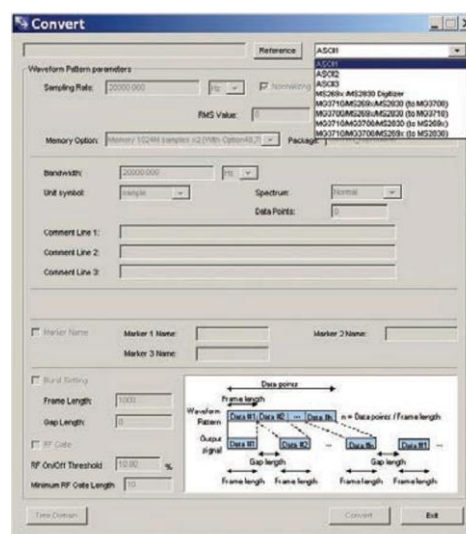 Convert
Reference
ASCII1
ASCII1
ASCII2
ASCII3
MS269x/MS2830 Digitizer
MG3710/MS269x/MS2830 (to MG3700)
MG3700/MS269x/MS2830 (to MG3710)
MG3710/MG3700/MS2830 (to MS269x)
MG3710/MG3700/MS269x (to MS2830)
Waveform Pattern parameters
Sampling Rate: 20000.000 Hz Normalizing
RMS Value: 0
Memory Option: Memory 1024M samples x2 Package:
Bandwidth: 20000.000 Hz
Unit symbol: sample Spectrum: Normal
Data Points: 0
Comment Line 1:
Comment Line 2:
Comment Line 3:
Marker Name Marker 1 Name: Marker 2 Name:
Marker 3 Name:
Burst Setting
Frame Length: 1000
Gap Length: 0
RF Gate
RF On/Off Threshold 10.00 %
Minimum RF Gate Length 10
Data points
Frame length
Waveform Pattern Data #1 Data #2 ... Data #n n = Data points / Frame length
Output signal Data #1 Data #2 ... Data #n Data #1 ...
Gap length Gap length
Frame length Frame length Frame length Frame length
Time Domain Convert Exit